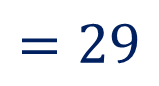 = 29